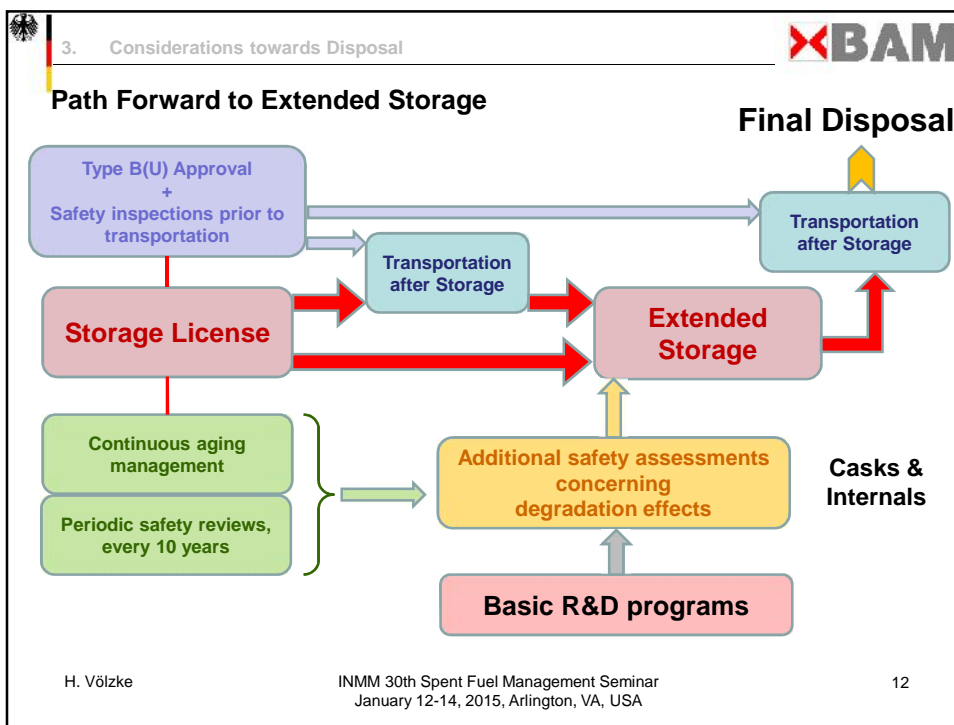 3. Considerations towards Disposal
BAM
Path Forward to Extended Storage
Final Disposal
Type B(U) Approval
+
Safety inspections prior to
transportation
Transportation
after Storage
Transportation
after Storage
Storage License
Extended
Storage
Continuous aging
management
Periodic safety reviews,
every 10 years
Additional safety assessments
concerning
degradation effects
Casks &
Internals
Basic R&D programs
H. Völzke
INMM 30th Spent Fuel Management Seminar
January 12-14, 2015, Arlington, VA, USA
12